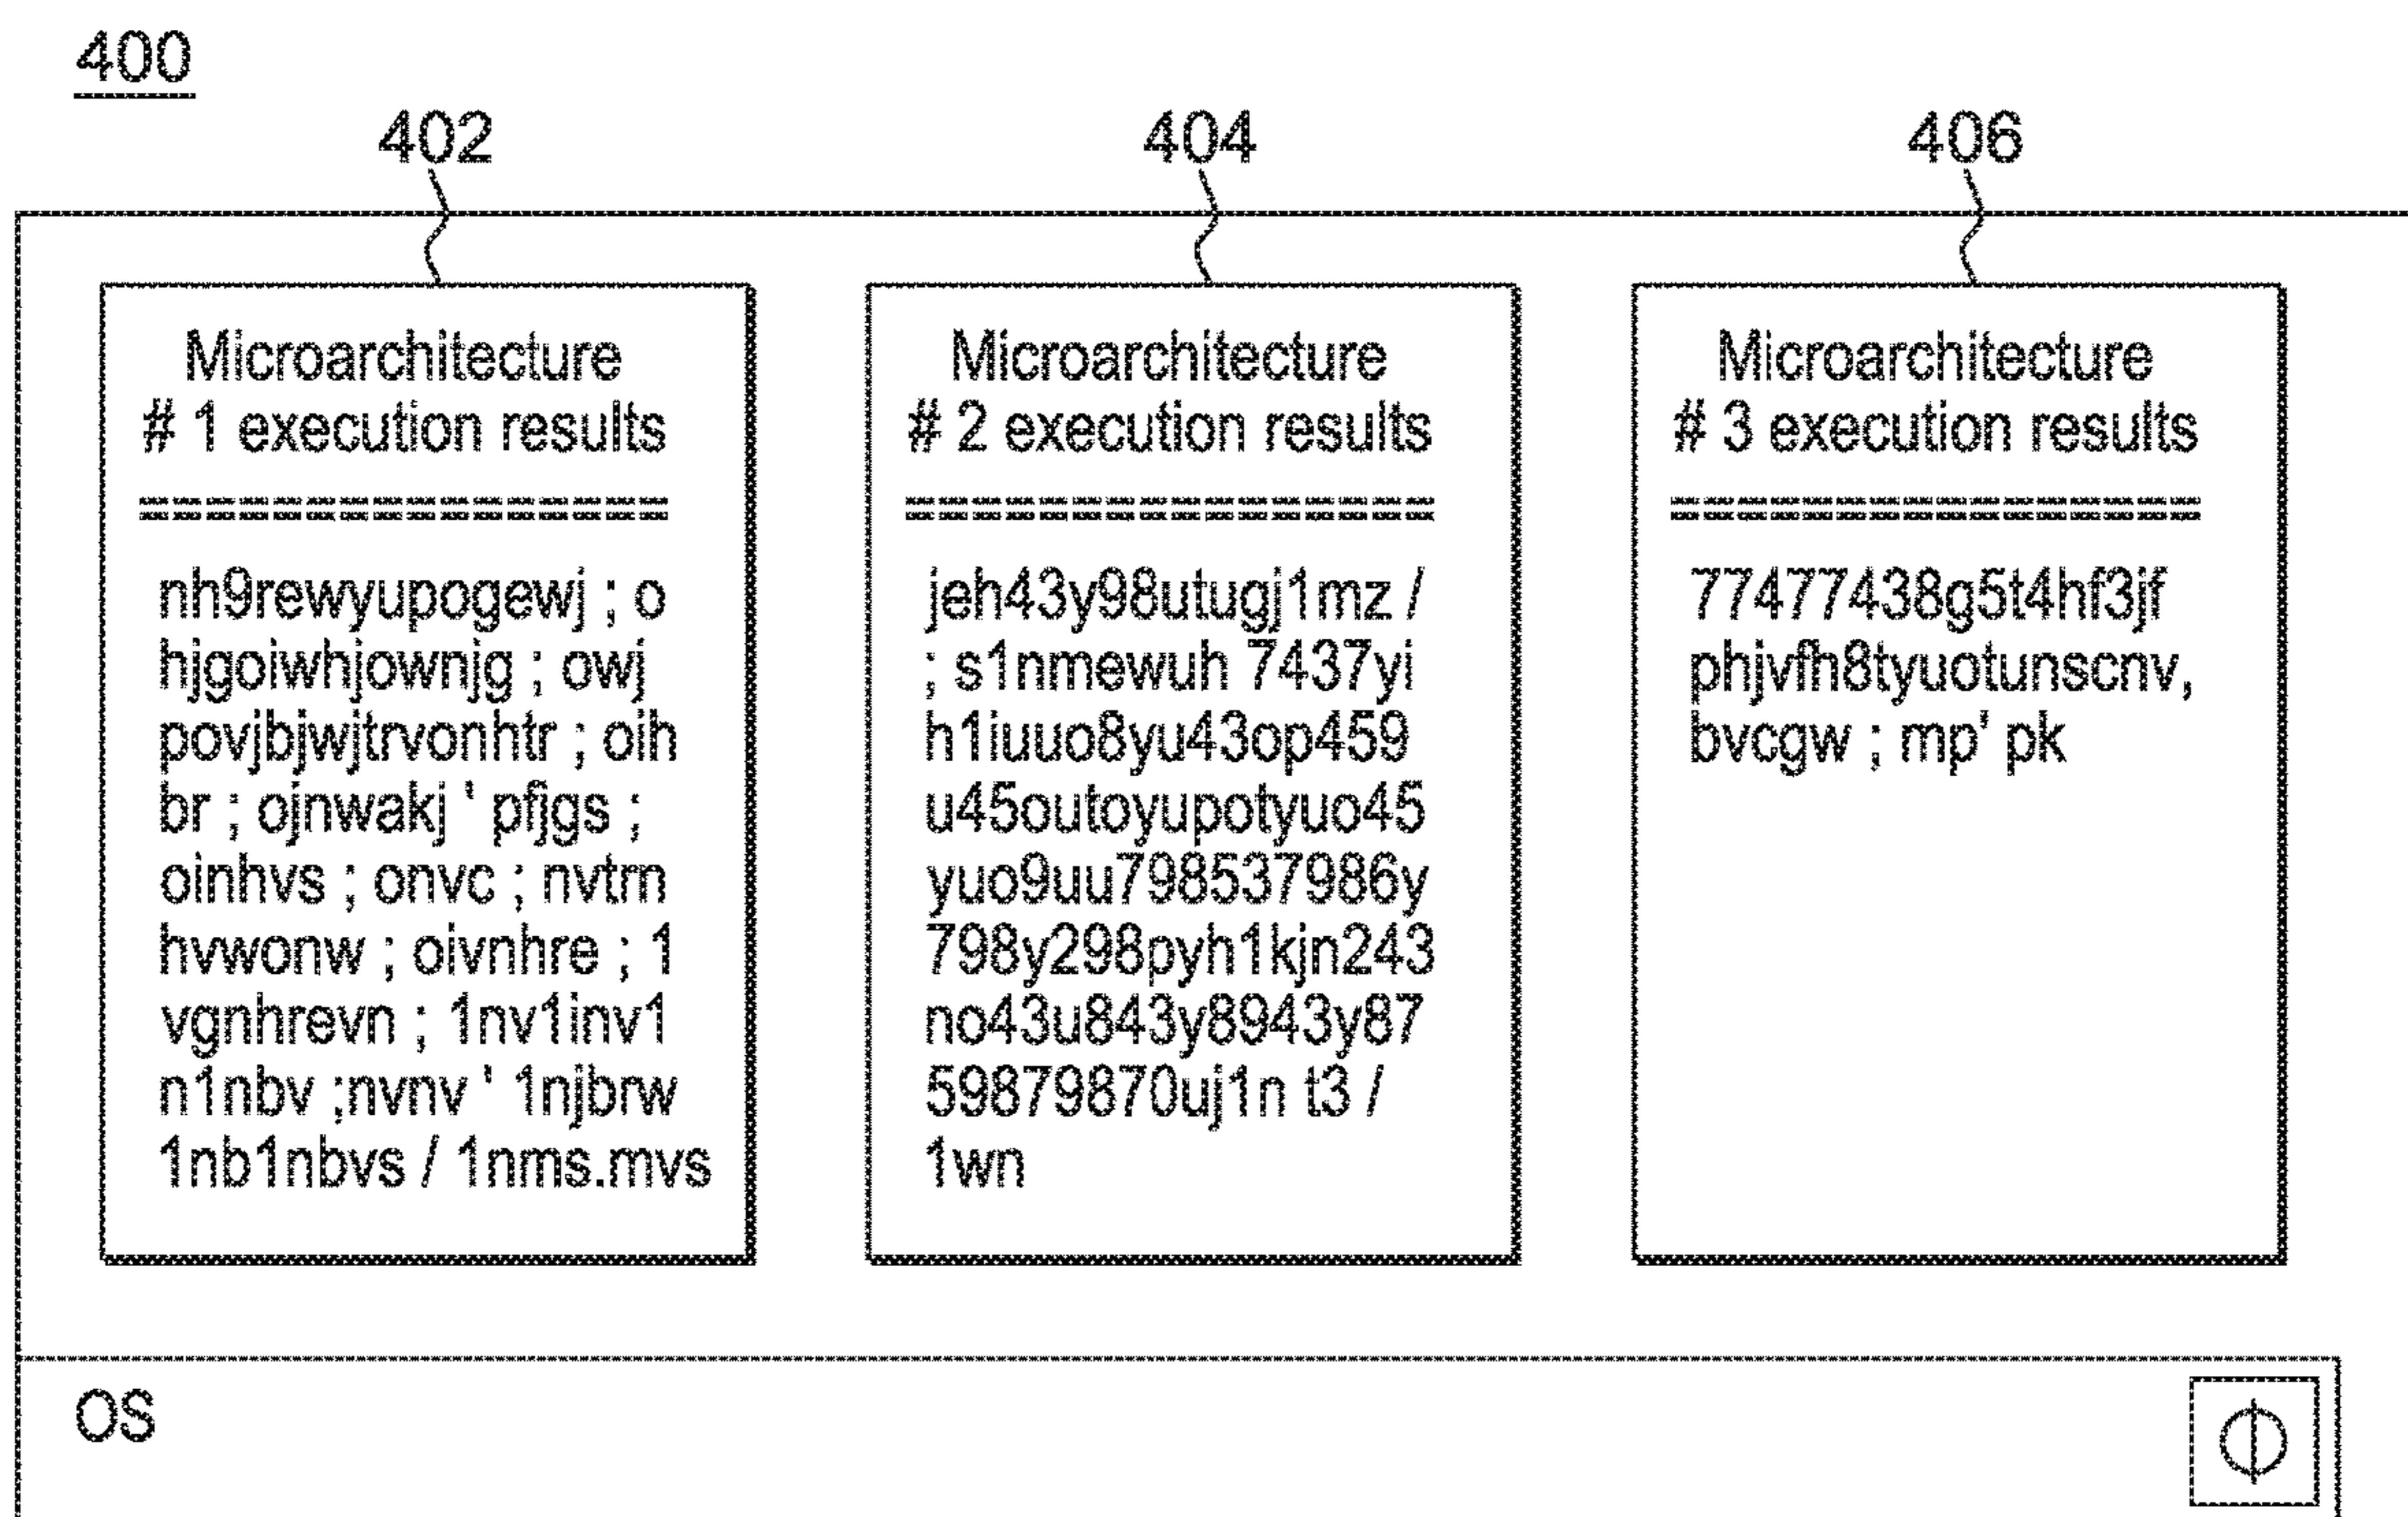 400
402
404
406
Microarchitecture
# 1 execution results
================
nh9rewyupogewj ; o
hjgoiwhjownjg ; owj
povjbjwjtrvonhtr ; oih
br ; ojnwakj ' pfjgs ;
oinhvs ; onvc ; nvtm
hvwonw ; oivnhre ; 1
vgnhrevn ; 1nv1inv1
n1nbv ;nvnv ' 1njbrw
1nb1nbvs / 1nms.mvs
Microarchitecture
# 2 execution results
================
jeh43y98utugj1mz /
; s1nmewuh 7437yi
h1iuuo8yu43op459
u45outoyupotyuo45
yuo9uu798537986y
798y298pyh1kjn243
no43u843y8943y87
59879870uj1n t3 /
1wn
Microarchitecture
# 3 execution results
================
77477438g5t4hf3jf
phjvfh8tyuotunscnv,
bvcgw ; mp' pk
OS